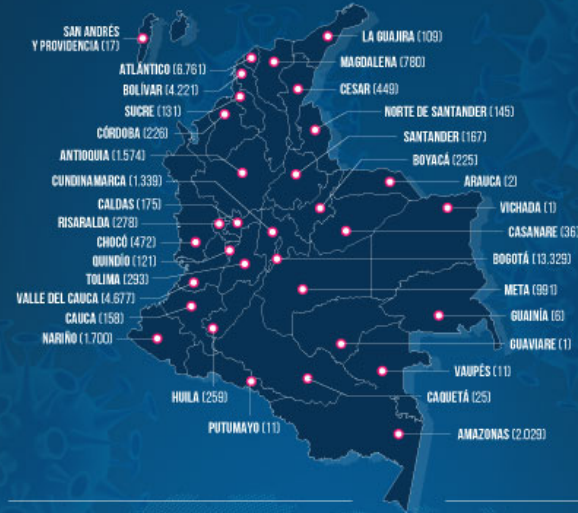 SAN ANDRÉS
Y PROVIDENCIA (17)
ATLÁNTICO (6.761)
BOLÍVAR (4.221)
SUCRE (131)
CÓRDOBA (226)
ANTIOQUIA (1.574)
CUNDINAMARCA (1.339)
CALDAS (175)
RISARALDA (278)
CHOCÓ (472)
QUINDÍO (121)
TOLIMA (293)
VALLE DEL CAUCA (4.677)
CAUCA (158)
NARIÑO (1.700)
HUILA (259)
PUTUMAYO (11)
LA GUAJIRA (109)
MAGDALENA (780)
CESAR (449)
NORTE DE SANTANDER (145)
SANTANDER (167)
BOYACÁ (225)
ARAUCA (2)
VICHADA (1)
CASANARE (36)
BOGOTÁ (13.329)
META (991)
GUAINÍA (6)
GUAVIARE (1)
VAUPÉS (11)
CAQUETÁ (25)
AMAZONAS (2.029)